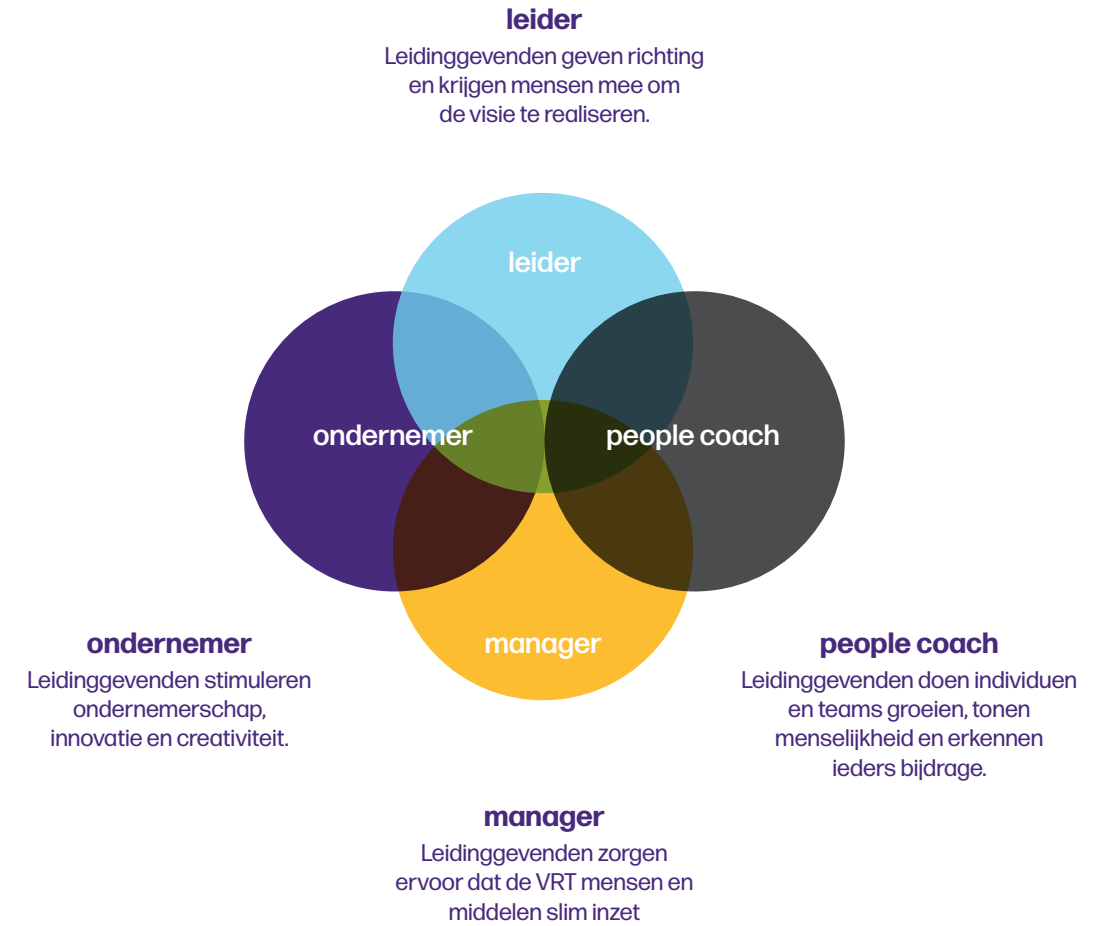 leider
Leidinggevenden geven richting
en krijgen mensen mee om
de visie te realiseren.
leider
ondernemer
people coach
manager
ondernemer
Leidinggevenden stimuleren
ondernemerschap,
innovatie en creativiteit.
people coach
Leidinggevenden doen individuen
en teams groeien, tonen
menselijkheid en erkennen
ieders bijdrage.
manager
Leidinggevenden zorgen
ervoor dat de VRT mensen en
middelen slim inzet